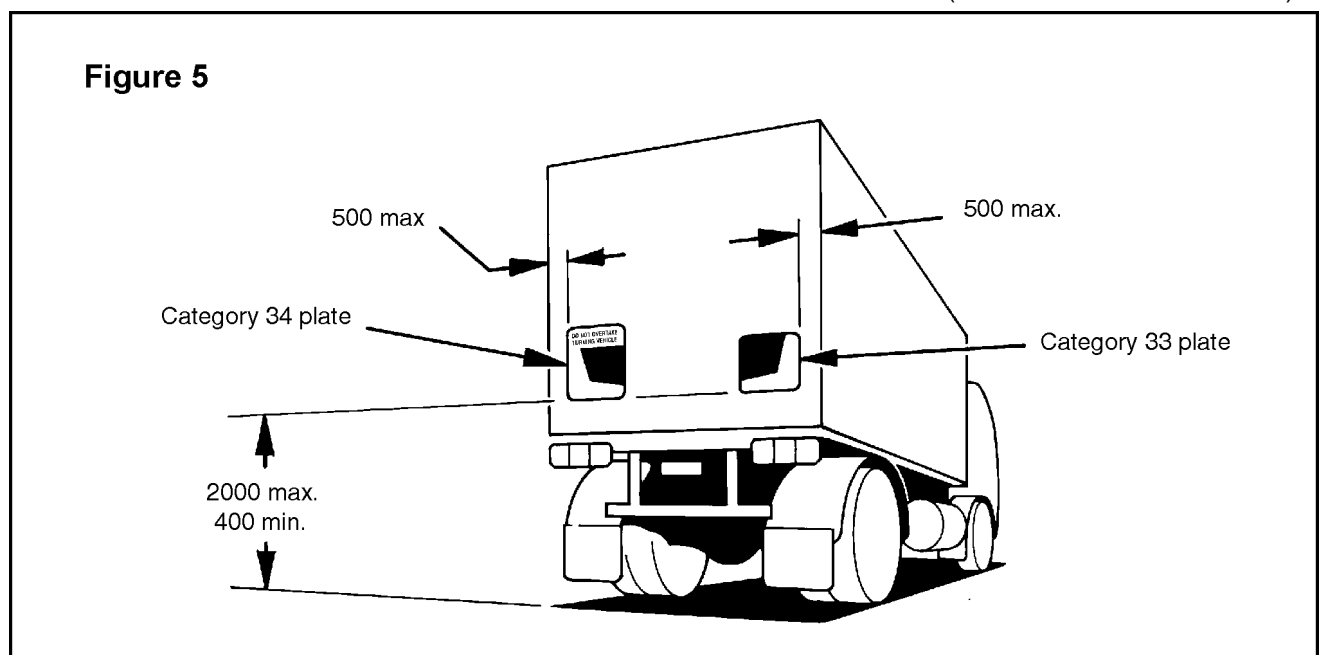 Figure 5
500 max
500 max.
Category 34 plate
DO NOT OVERTAKE
TURNING VEHICLE
Category 33 plate
2000 max.
400 min.